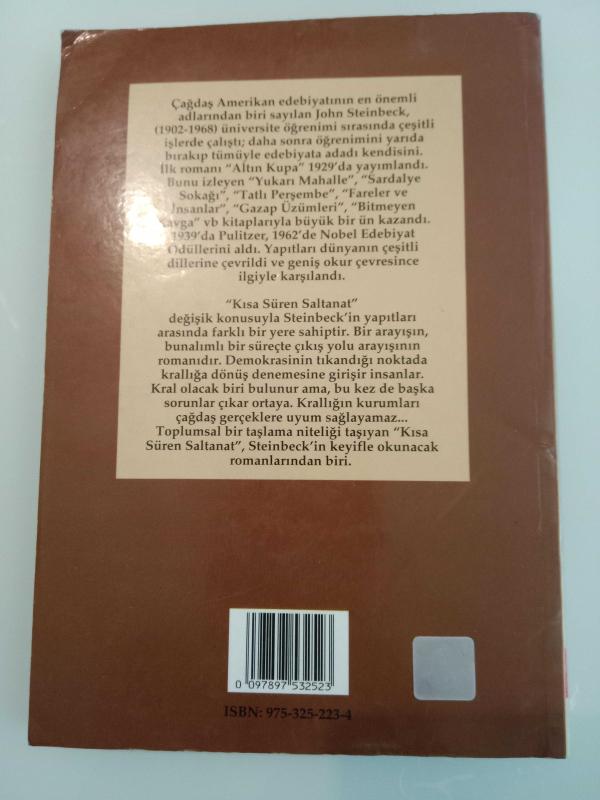 Çağdaş Amerikan edebiyatının en önemli
adlarından biri sayılan John Steinbeck,
(1902-1968) üniversite öğrenimi sırasında çeşitli
işlerde çalıştı; daha sonra öğrenimini yarıda
bırakıp tümüyle edebiyata adadı kendisini.
İlk romanı “Altın Kupa” 1929’da yayımlandı.
Bunu izleyen “Yukarı Mahalle”, “Sardalye
Sokağı”, “Tatlı Perşembe”, “Fareler ve
İnsanlar”, “Gazap Üzümleri”, “Bitmeyen
Kavga” vb kitaplarıyla büyük bir ün kazandı.
1939’da Pulitzer, 1962’de Nobel Edebiyat
Ödüllerini aldı. Yapıtları dünyanın çeşitli
dillerine çevrildi ve geniş okur çevresince
ilgiyle karşılandı.
“Kısa Süren Saltanat”
değişik konusuyla Steinbeck’in yapıtları
arasında farklı bir yere sahiptir. Bir arayışın,
bunalımlı bir süreçte çıkış yolu arayışının
romanıdır. Demokrasinin tıkandığı noktada
krallığa dönüş denemesine girişir insanlar.
Kral olacak biri bulunur ama, bu kez de başka
sorunlar çıkar ortaya. Krallığın kurumları
çağdaş gerçeklere uyum sağlayamaz...
Toplumsal bir taşlama niteliği taşıyan “Kısa
Süren Saltanat”, Steinbeck’in keyifle okunacak
romanlarından biri.
0 097897 532523
ISBN: 975-325-223-4